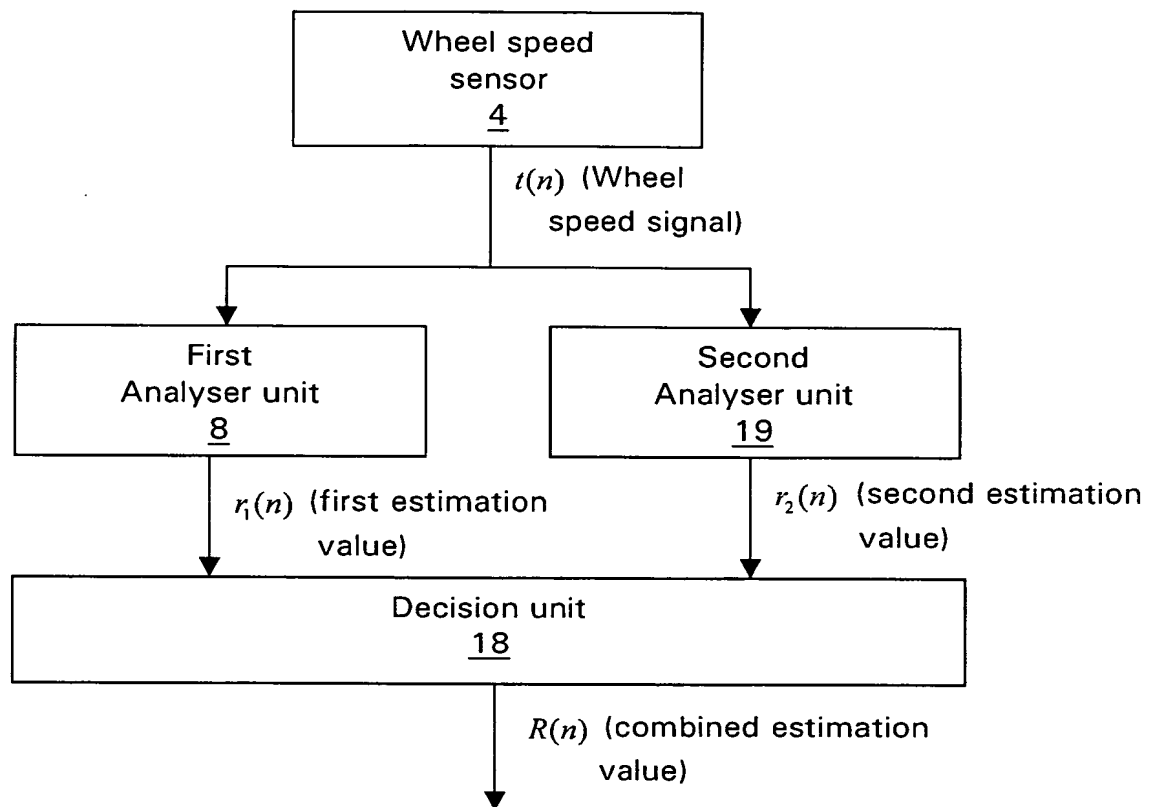 Wheel speed
sensor
4
t(n) (Wheel
speed signal)
First
Analyser unit
8
Second
Analyser unit
19
r₁(n) (first estimation
value)
r₂(n) (second estimation
value)
Decision unit
18
R(n) (combined estimation
value)